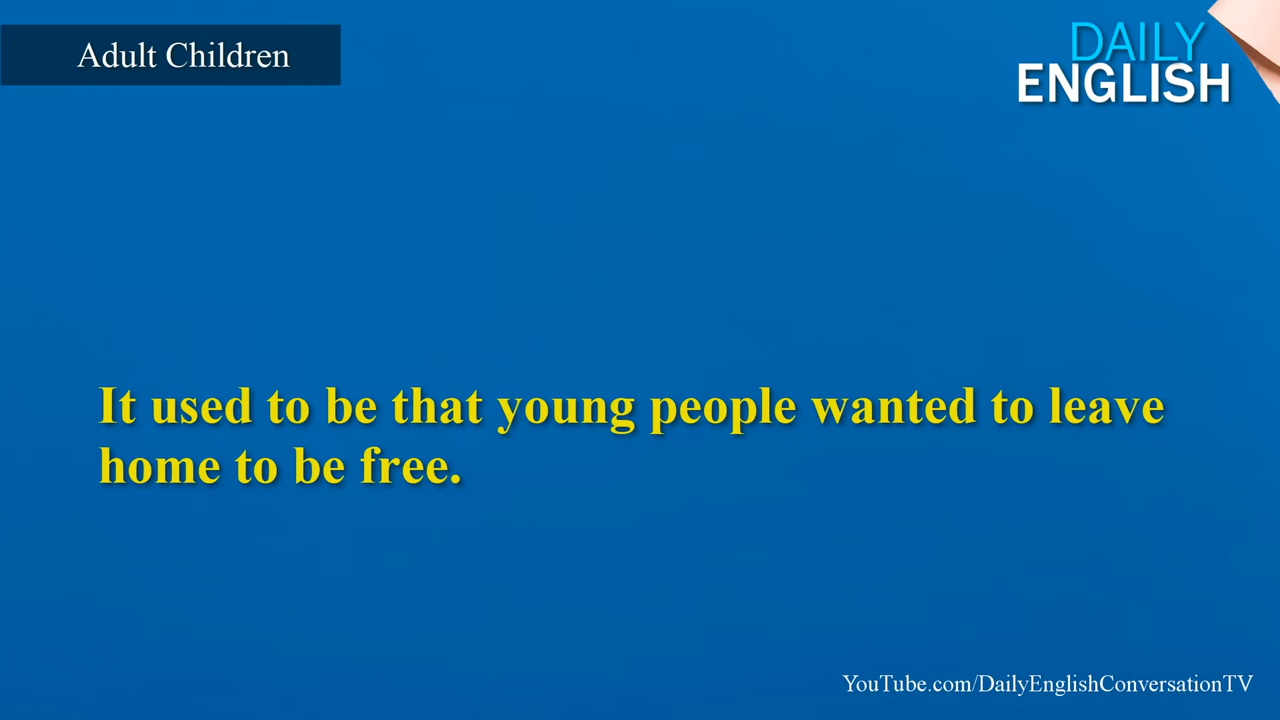 Adult Children
DAILY
ENGLISH
It used to be that young people wanted to leave
home to be free.
YouTube.com/DailyEnglishConversationTV